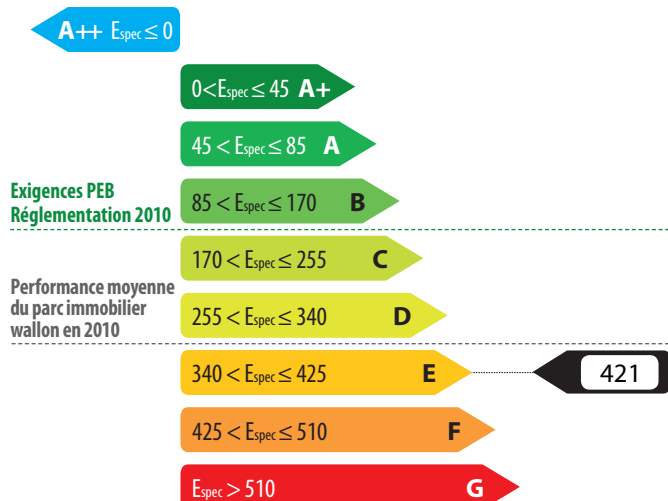 A++ Espec ≤ 0
0 < Espec ≤ 45 A+
45 < Espec ≤ 85 A
Exigences PEB
Réglementation 2010
85 < Espec ≤ 170 B
170 < Espec ≤ 255 C
Performance moyenne
du parc immobilier
wallon en 2010
255 < Espec ≤ 340 D
340 < Espec ≤ 425 E
421
425 < Espec ≤ 510 F
Espec > 510 G